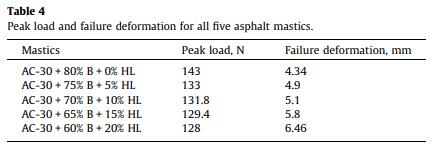 Table 4
Peak load and failure deformation for all five asphalt mastics.
Mastics Peak load, N Failure deformation, mm
AC-30 + 80% B + 0% HL 143 4.34
AC-30 + 75% B + 5% HL 133 4.9
AC-30 + 70% B + 10% HL 131.8 5.1
AC-30 + 65% B + 15% HL 129.4 5.8
AC-30 + 60% B + 20% HL 128 6.46